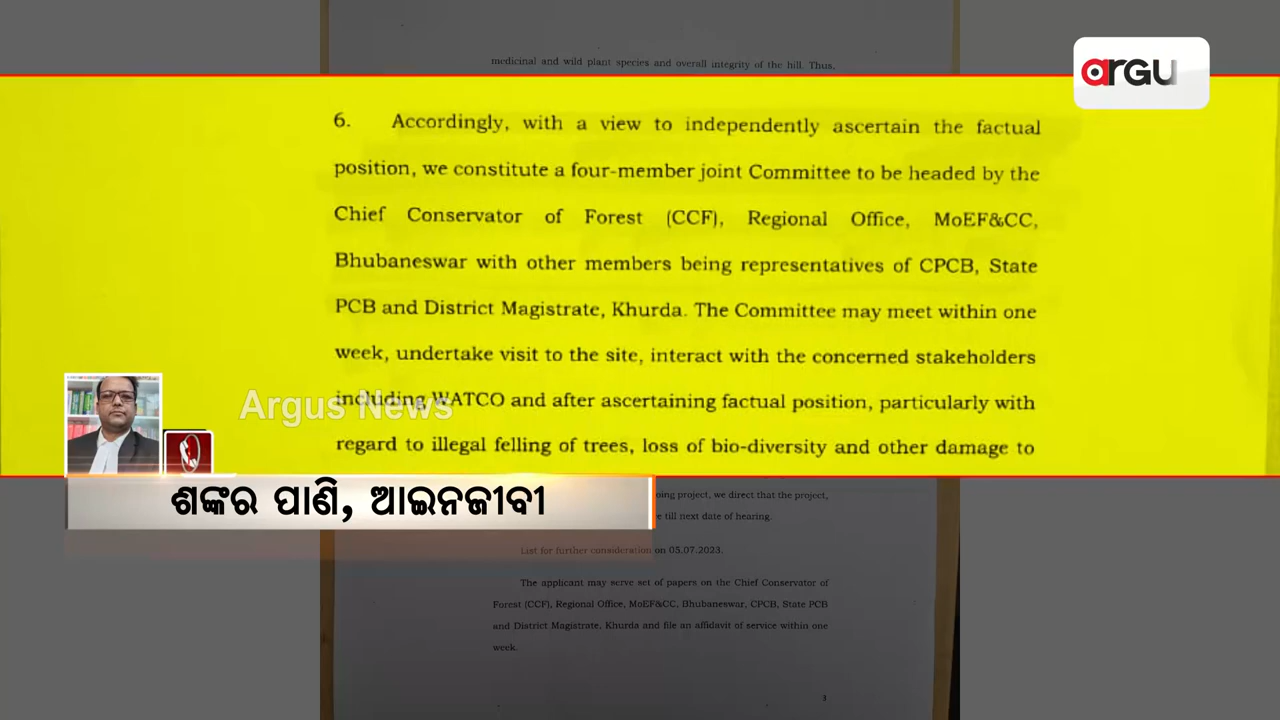 medicinal and wild plant species and overall integrity of the hill. Thus,
arGU
6. Accordingly, with a view to independently ascertain the factual
position, we constitute a four-member joint Committee to be headed by the
Chief Conservator of Forest (CCF), Regional Office, MoEF&CC,
Bhubaneswar with other members being representatives of CPCB, State
PCB and District Magistrate, Khurda. The Committee may meet within one
week, undertake visit to the site, interact with the concerned stakeholders
including WATCO and after ascertaining factual position, particularly with
Argus News
regard to illegal felling of trees, loss of bio-diversity and other damage to
ଶଙ୍କର ପାଣି, ଆଇନଜୀବୀ
oing project, we direct that the project,
e till next date of hearing.
List for further consideration on 05.07.2023.
The applicant may serve set of papers on the Chief Conservator of
Forest (CCF), Regional Office, MoEF&CC, Bhubaneswar, CPCB, State PCB
and District Magistrate, Khurda and file an affidavit of service within one
week.
3